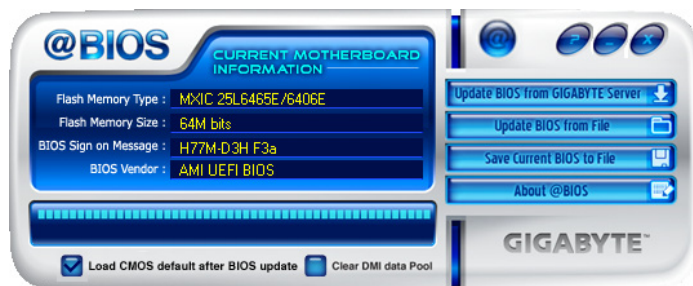 @BIOS
CURRENT MOTHERBOARD
INFORMATION
Flash Memory Type : MXIC 25L6465E/6406E
Flash Memory Size : 64M bits
BIOS Sign on Message : H77M-D3H F3a
BIOS Vendor : AMI UEFI BIOS
Load CMOS default after BIOS update
Clear DMI data Pool
@
? - x
Update BIOS from GIGABYTE Server
Update BIOS from File
Save Current BIOS to File
About @BIOS
GIGABYTE™